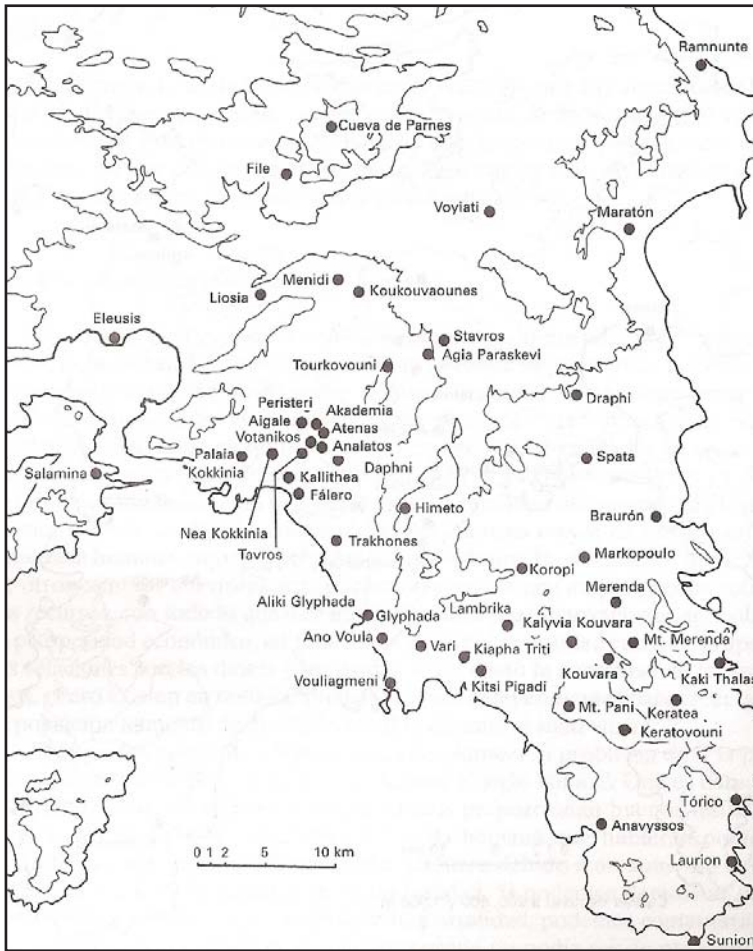 Ramnunte
Cueva de Parnes
File
Voyiati
Maratón
Menidi
Liosia
Koukouvaounes
Eleusis
Stavros
Agia Paraskevi
Tourkovouni
Draphi
Peristeri
Akademia
Aigale
Atenas
Votanikos
Analatos
Palaia
Kokkinia
Daphni
Spata
Salamina
Kallithea
Fálero
Himeto
Braurón
Nea Kokkinia
Tavros
Trakhones
Markopoulo
Koropi
Merenda
Aliki Glyphada
Glyphada
Lambrika
Kalyvia Kouvara
Ano Voula
Vari
Kiapha Triti
Mt. Merenda
Kouvara
Kaki Thalas
Vouliagmeni
Kitsi Pigadi
Mt. Pani
Keratea
Keratovouni
Tórico
Anavyssos
0 1 2 5 10 km
Laurion
Sunion